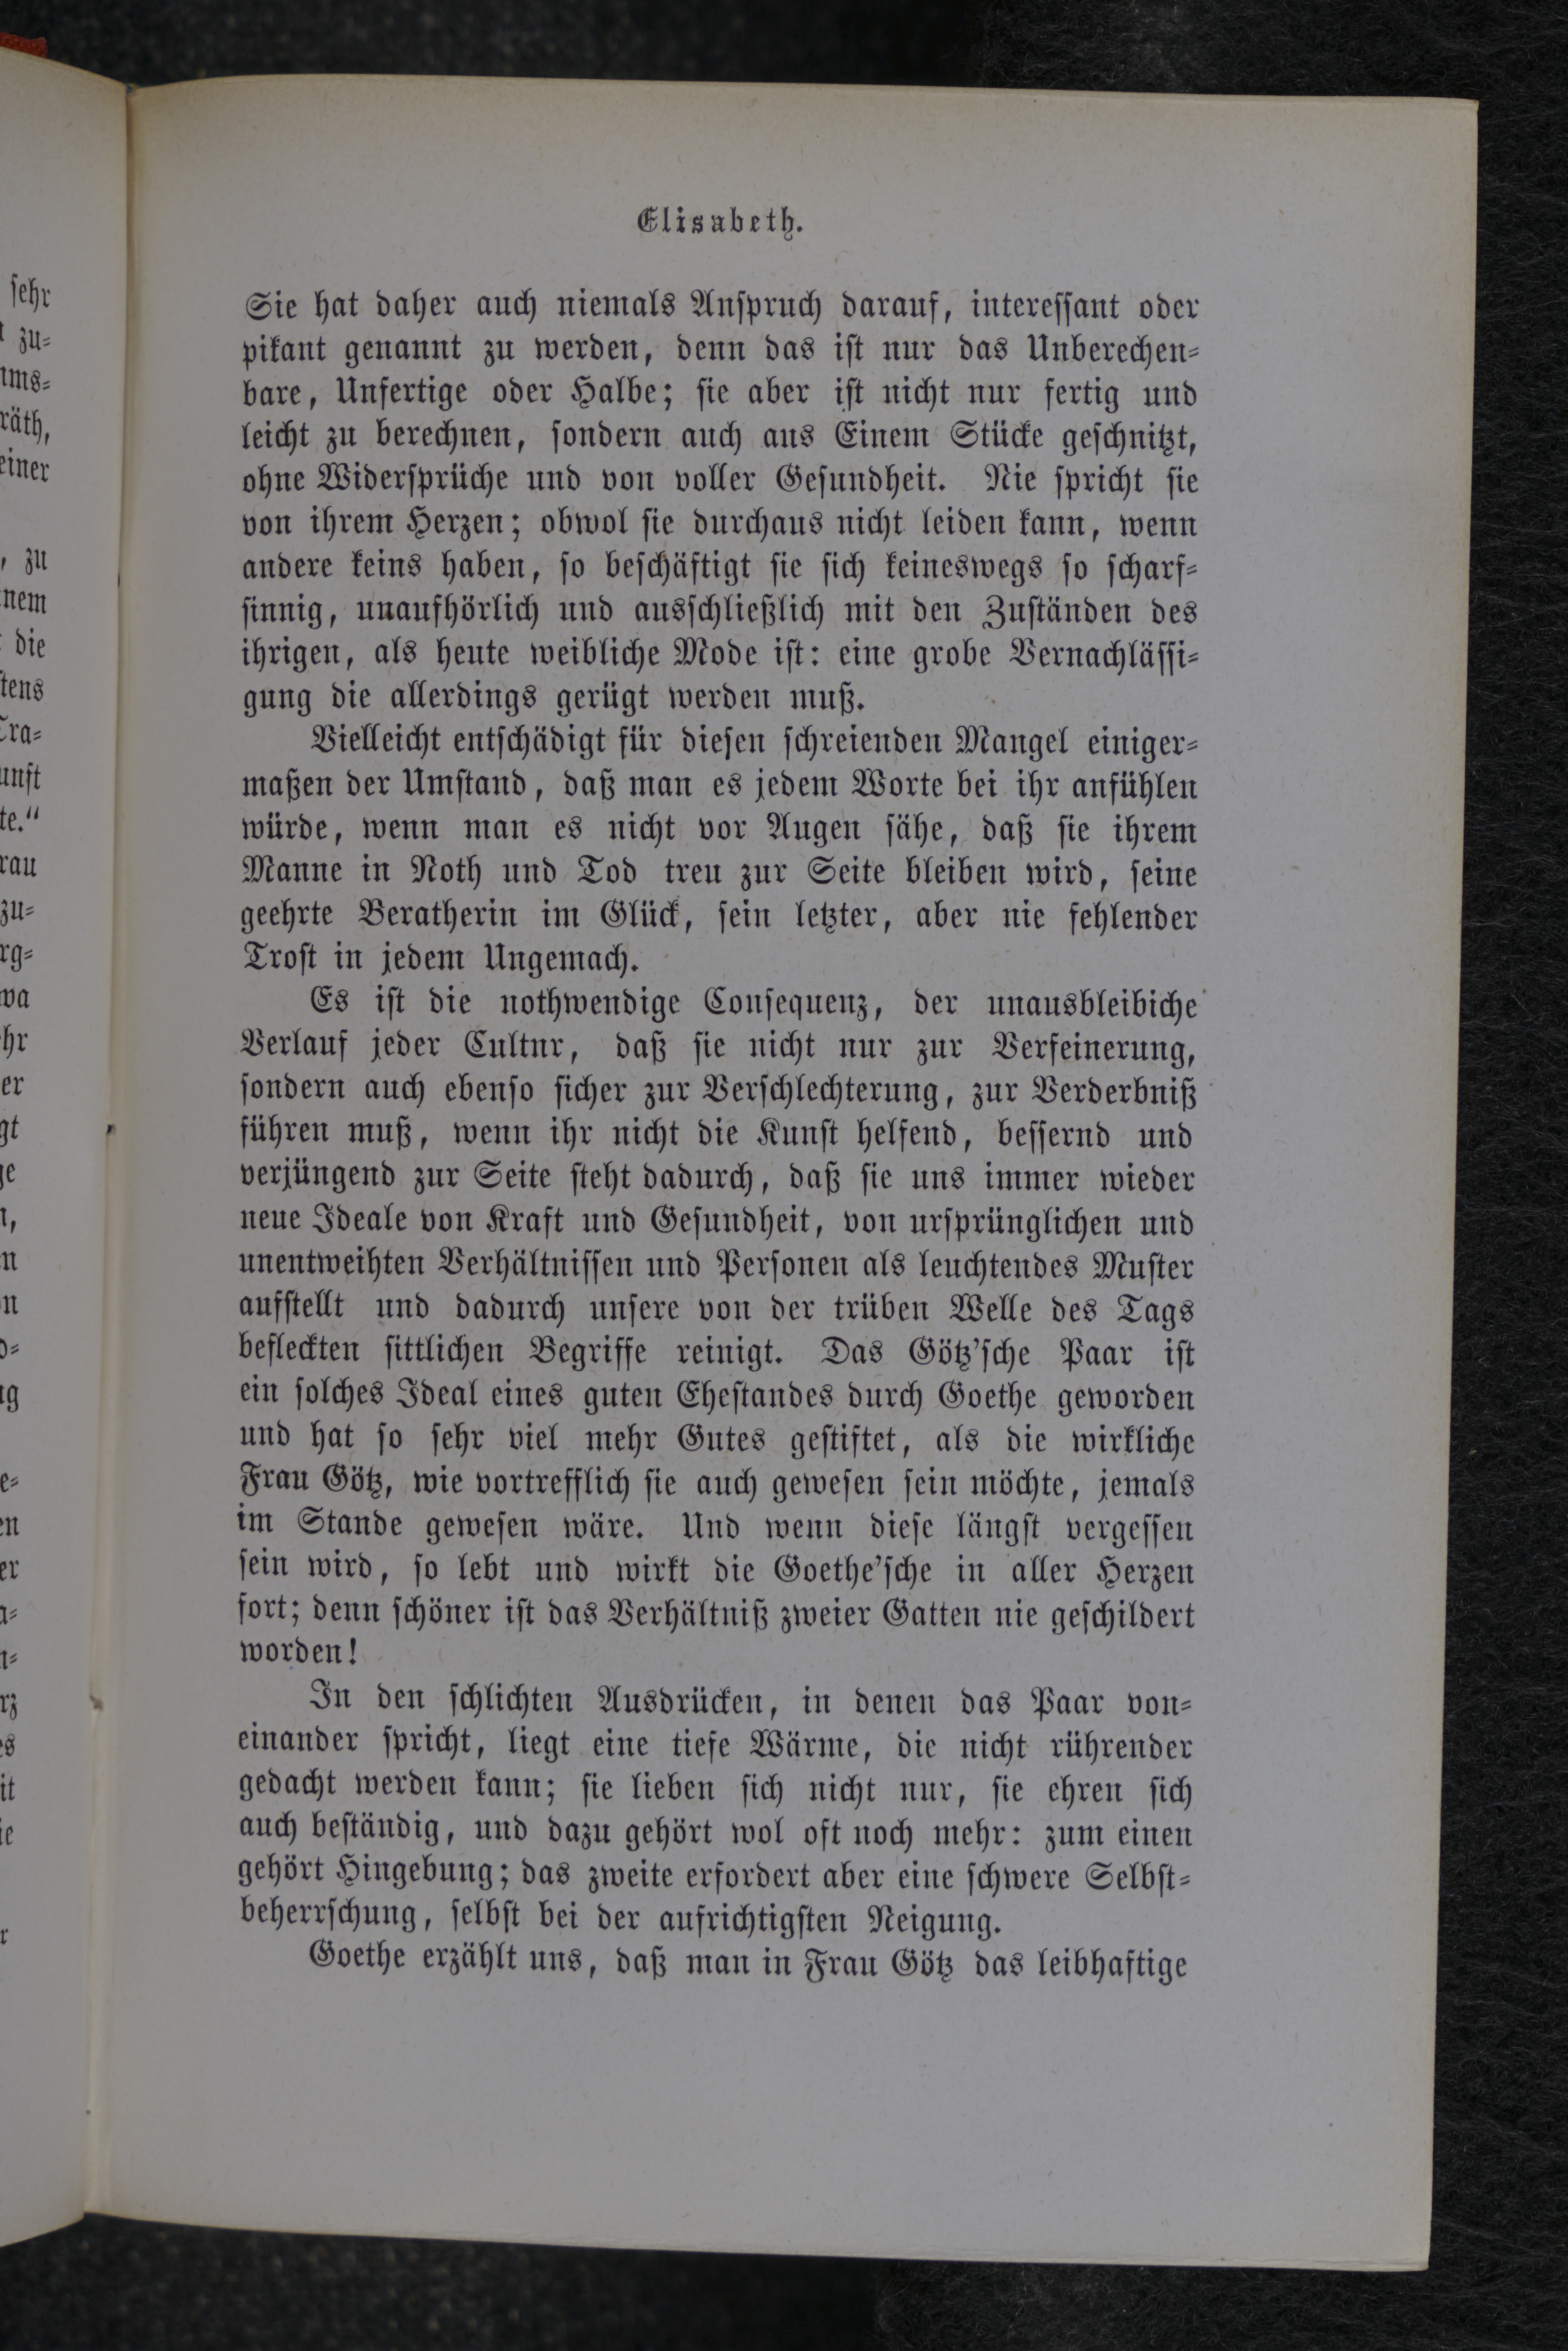 Elisabeth.
Sie hat daher auch niemals Anspruch darauf, interessant oder
pikant genannt zu werden, denn das ist nur das Unberechen-
bare, Unfertige oder Halbe; sie aber ist nicht nur fertig und
leicht zu berechnen, sondern auch aus Einem Stücke geschnitzt,
ohne Widersprüche und von voller Gesundheit. Nie spricht sie
von ihrem Herzen; obwol sie durchaus nicht leiden kann, wenn
andere keins haben, so beschäftigt sie sich keineswegs so scharf-
sinnig, unaufhörlich und ausschließlich mit den Zuständen des
ihrigen, als heute weibliche Mode ist: eine grobe Vernachlässi-
gung die allerdings gerügt werden muß.
Vielleicht entschädigt für diesen schreienden Mangel einiger-
maßen der Umstand, daß man es jedem Worte bei ihr anfühlen
würde, wenn man es nicht vor Augen sähe, daß sie ihrem
Manne in Noth und Tod treu zur Seite bleiben wird, seine
geehrte Beratherin im Glück, sein letzter, aber nie fehlender
Trost in jedem Ungemach.
Es ist die nothwendige Consequenz, der unausbleibiche
Verlauf jeder Cultnr, daß sie nicht nur zur Verfeinerung,
sondern auch ebenso sicher zur Verschlechterung, zur Verderbniß
führen muß, wenn ihr nicht die Kunst helfend, bessernd und
verjüngend zur Seite steht dadurch, daß sie uns immer wieder
neue Ideale von Kraft und Gesundheit, von ursprünglichen und
unentweihten Verhältnissen und Personen als leuchtendes Muster
aufstellt und dadurch unsere von der trüben Welle des Tags
befleckten sittlichen Begriffe reinigt. Das Götz'sche Paar ist
ein solches Ideal eines guten Ehestandes durch Goethe geworden
und hat so sehr viel mehr Gutes gestiftet, als die wirkliche
Frau Götz, wie vortrefflich sie auch gewesen sein möchte, jemals
im Stande gewesen wäre. Und wenn diese längst vergessen
sein wird, so lebt und wirkt die Goethe'sche in aller Herzen
fort; denn schöner ist das Verhältniß zweier Gatten nie geschildert
worden!
In den schlichten Ausdrücken, in denen das Paar von-
einander spricht, liegt eine tiefe Wärme, die nicht rührender
gedacht werden kann; sie lieben sich nicht nur, sie ehren sich
auch beständig, und dazu gehört wol oft noch mehr: zum einen
gehört Hingebung; das zweite erfordert aber eine schwere Selbst-
beherrschung, selbst bei der aufrichtigsten Neigung.
Goethe erzählt uns, daß man in Frau Götz das leibhaftige